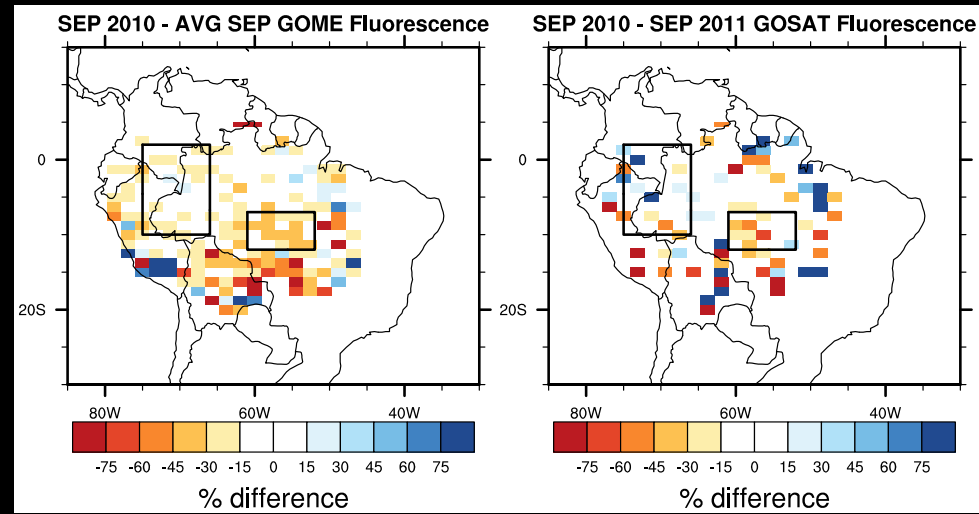 SEP 2010 - AVG SEP GOME Fluorescence
0
20S
80W 60W 40W
-75 -60 -45 -30 -15 0 15 30 45 60 75
% difference
SEP 2010 - SEP 2011 GOSAT Fluorescence
0
20S
80W 60W 40W
-75 -60 -45 -30 -15 0 15 30 45 60 75
% difference